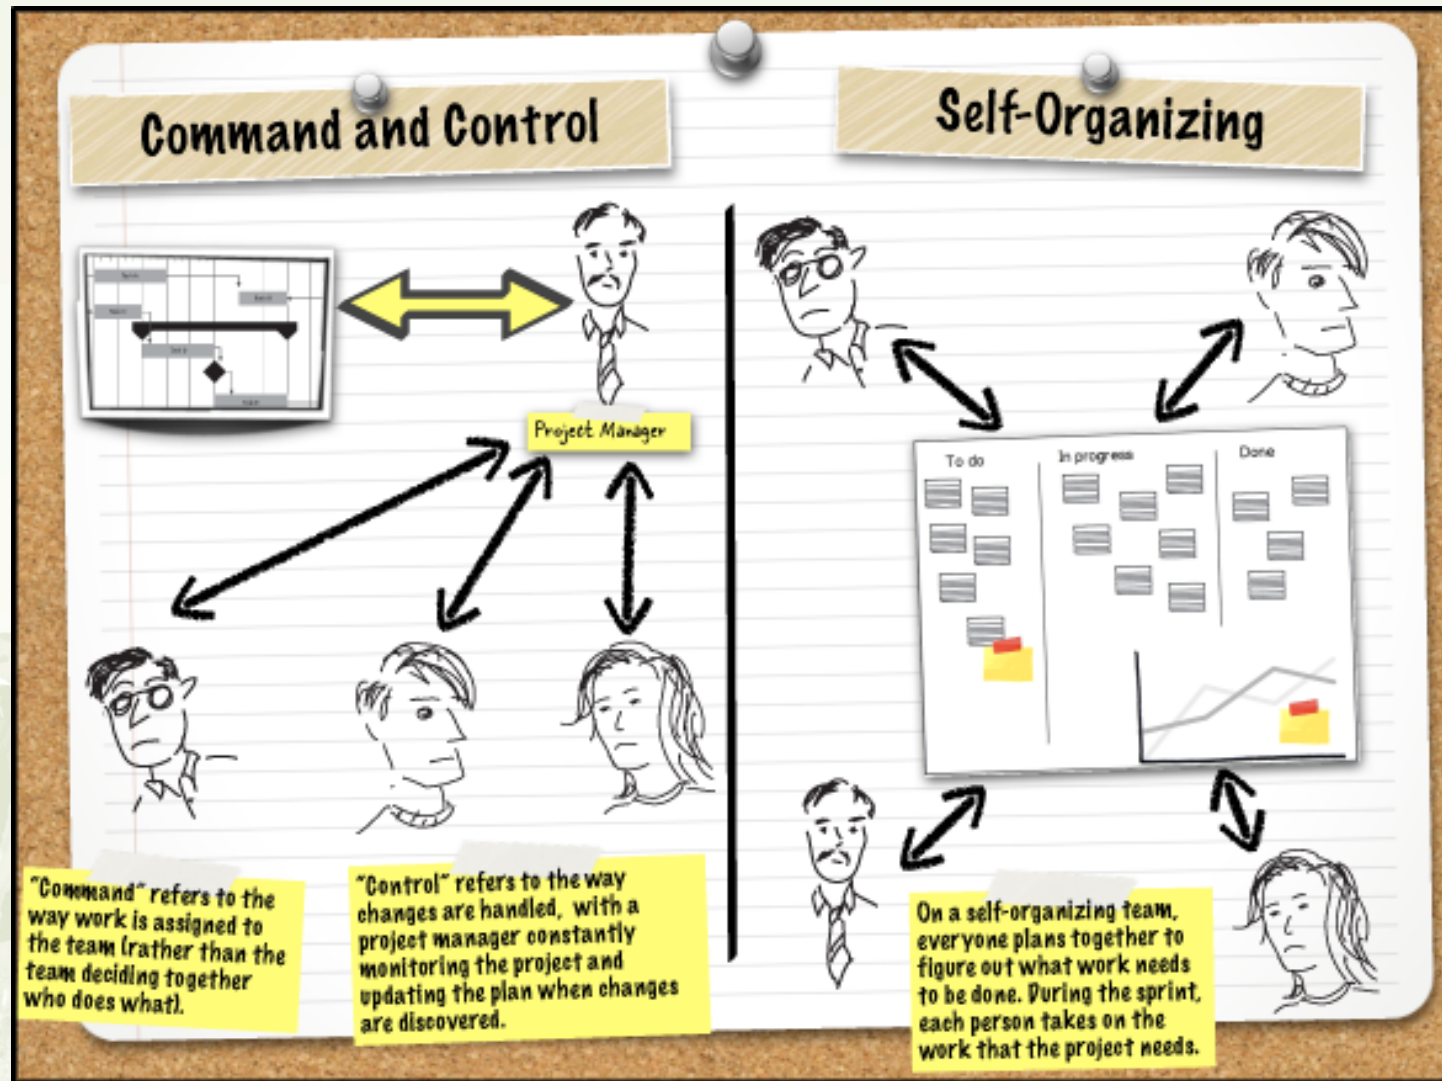 Command and Control
Self-Organizing
Project Manager
To do
In progress
Done
"Command" refers to the
way work is assigned to
the team (rather than the
team deciding together
who does what).
"Control" refers to the way
changes are handled, with a
project manager constantly
monitoring the project and
updating the plan when changes
are discovered.
On a self-organizing team,
everyone plans together to
figure out what work needs
to be done. During the sprint,
each person takes on the
work that the project needs.